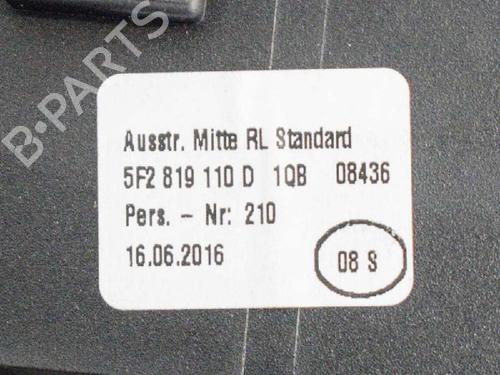 B-PARTS
Ausstr. Mitte RL Standard
5F2 819 110 D 1QB 08436
Pers. - Nr: 210
16.06.2016
08 S